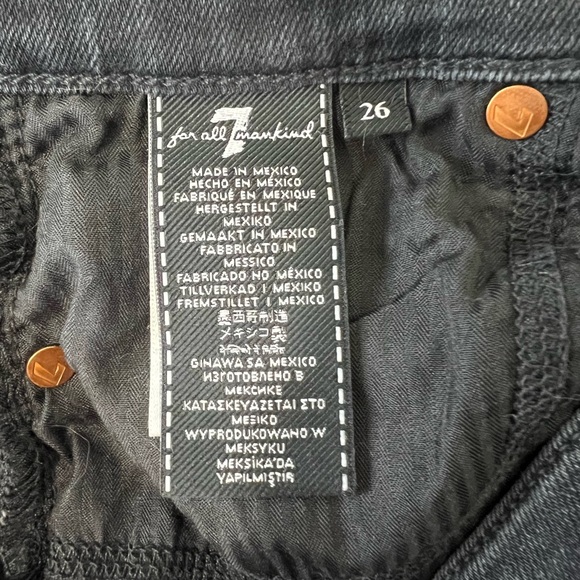 7
for all mankind
26
MADE IN MEXICO
HECHO EN MÉXICO
FABRIQUÉ EN MEXIQUE
HERGESTELLT IN
MEXIKO
GEMAAKT IN MEXICO
FABBRICATO IN
MESSICO
FABRICADO NO MÉXICO
TILLVERKAD I MEXICO
FREMSTILLET I MEXICO
墨西哥制造
メキシコ製
GINAWA SA MEXICO
ИЗГОТОВЛЕНО В
МЕКСИКЕ
ΚΑΤΑΣΚΕΥΑΖΕΤΑΙ ΣΤΟ
ΜΕΞΙΚΟ
WYPRODUKOWANO W
MEKSYKU
MEKSİKA'DA
YAPILMIŞTIR